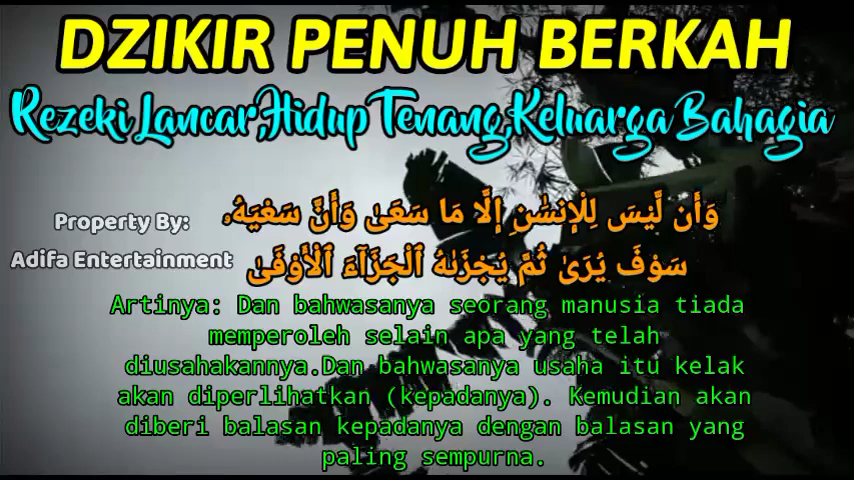 DZIKIR PENUH BERKAH
Rezeki Lancar,Hidup Tenang,Keluarga Bahagia
وَأَن لَّيْسَ لِلْإِنسَٰنِ إِلَّا مَا سَعَىٰ وَأَنَّ سَعْيَهُۥ
سَوْفَ يُرَىٰ ثُمَّ يُجْزَىٰهُ ٱلْجَزَآءَ ٱلْأَوْفَىٰ
Property By:
Adifa Entertainment
Artinya: Dan bahwasanya seorang manusia tiada
memperoleh selain apa yang telah
diusahakannya.Dan bahwasanya usaha itu kelak
akan diperlihatkan (kepadanya). Kemudian akan
diberi balasan kepadanya dengan balasan yang
paling sempurna.